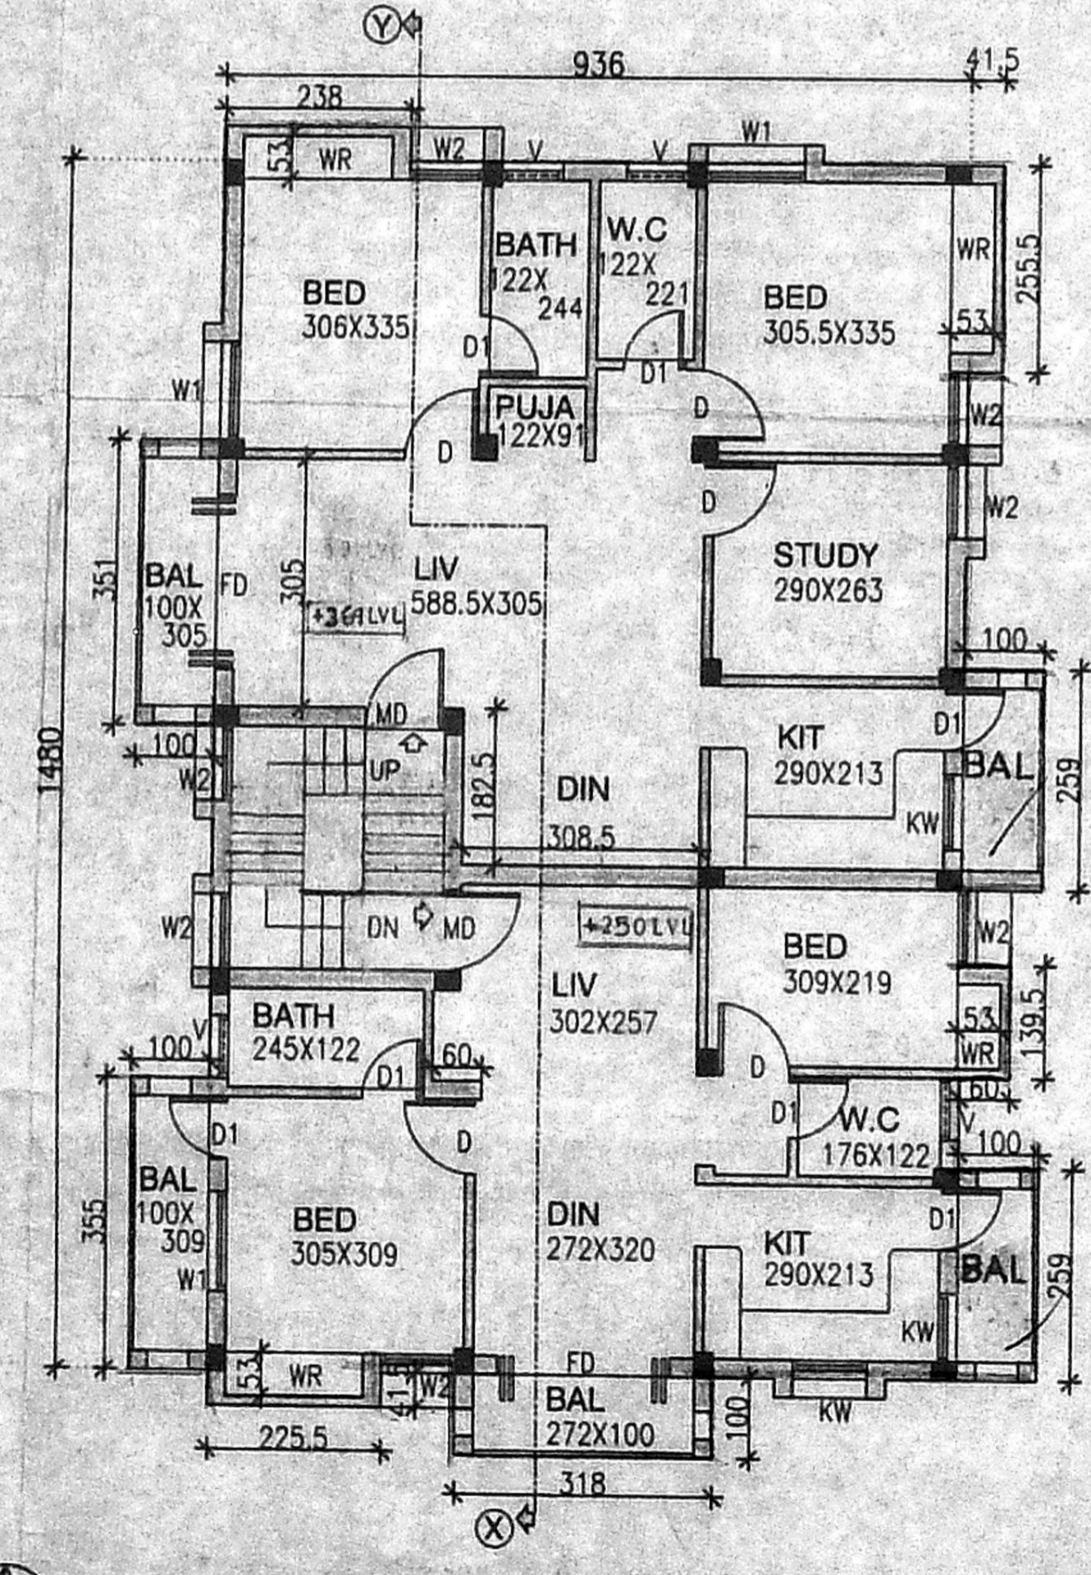 Y
936
41.5
238
53
WR
W2
V
V
W1
BATH
122X
244
W.C
122X
221
WR
255.5
BED
306X335
BED
305.5X335
53
D1
D1
W1
PUJA
122X91
D
D
W2
D
W2
351
BAL
100X
305
FD
305
LIV
588.5X305
STUDY
290X263
100
MD
D1
1480
100
W2
UP
182.5
KIT
290X213
BAL
259
DIN
308.5
KW
W2
DN
MD
+250LVL
BED
309X219
W2
LIV
302X257
53
139.5
WR
BATH
245X122
V
100
D1
60
D
D1
60
W.C
176X122
V
100
D1
D
355
BAL
100X
309
W1
BED
305X309
DIN
272X320
KIT
290X213
D1
BAL
259
KW
53
WR
41.5
W2
FD
BAL
272X100
100
KW
225.5
318
X